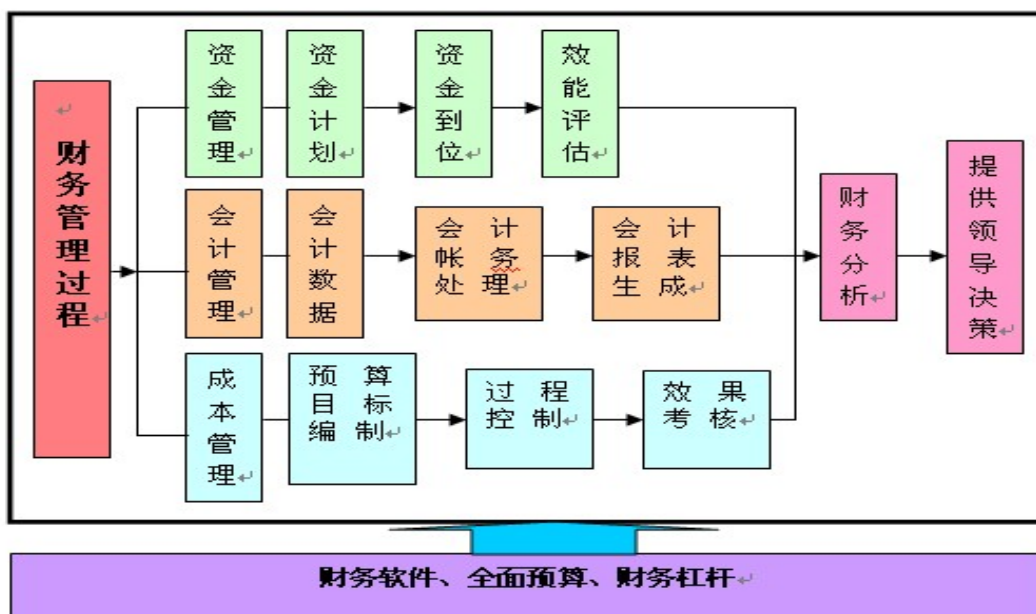 财务管理过程
资金管理
资金计划
资金到位
效能评估
会计管理
会计数据
会计
帐务
处理
会计
报表
生成
成本管理
预算
目标
编制
过程
控制
效果
考核
财务分析
提供领导决策
财务软件、全面预算、财务杠杆